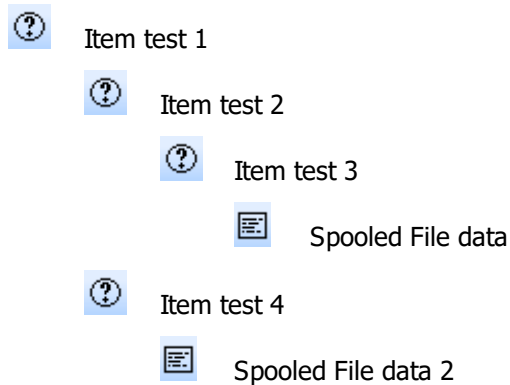 Item test 1
Item test 2
Item test 3
Spooled File data
Item test 4
Spooled File data 2